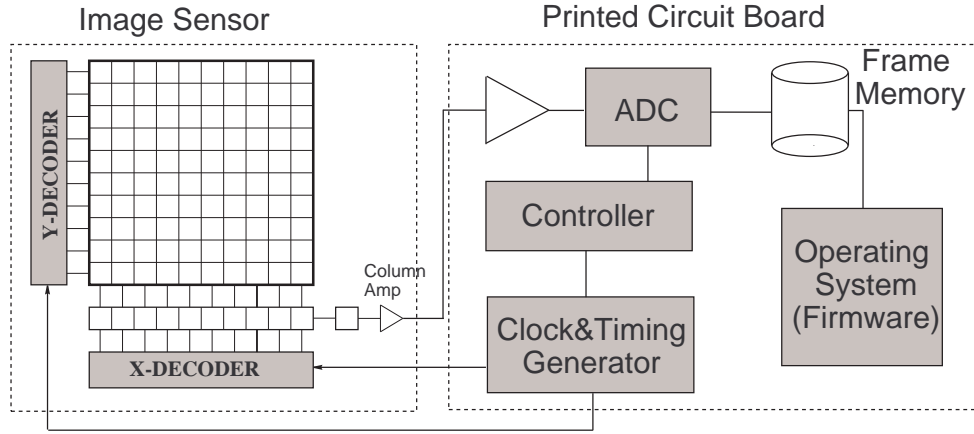 Image Sensor
Printed Circuit Board
Y-DECODER
Column
Amp
X-DECODER
ADC
Frame
Memory
Controller
Clock&Timing
Generator
Operating
System
(Firmware)